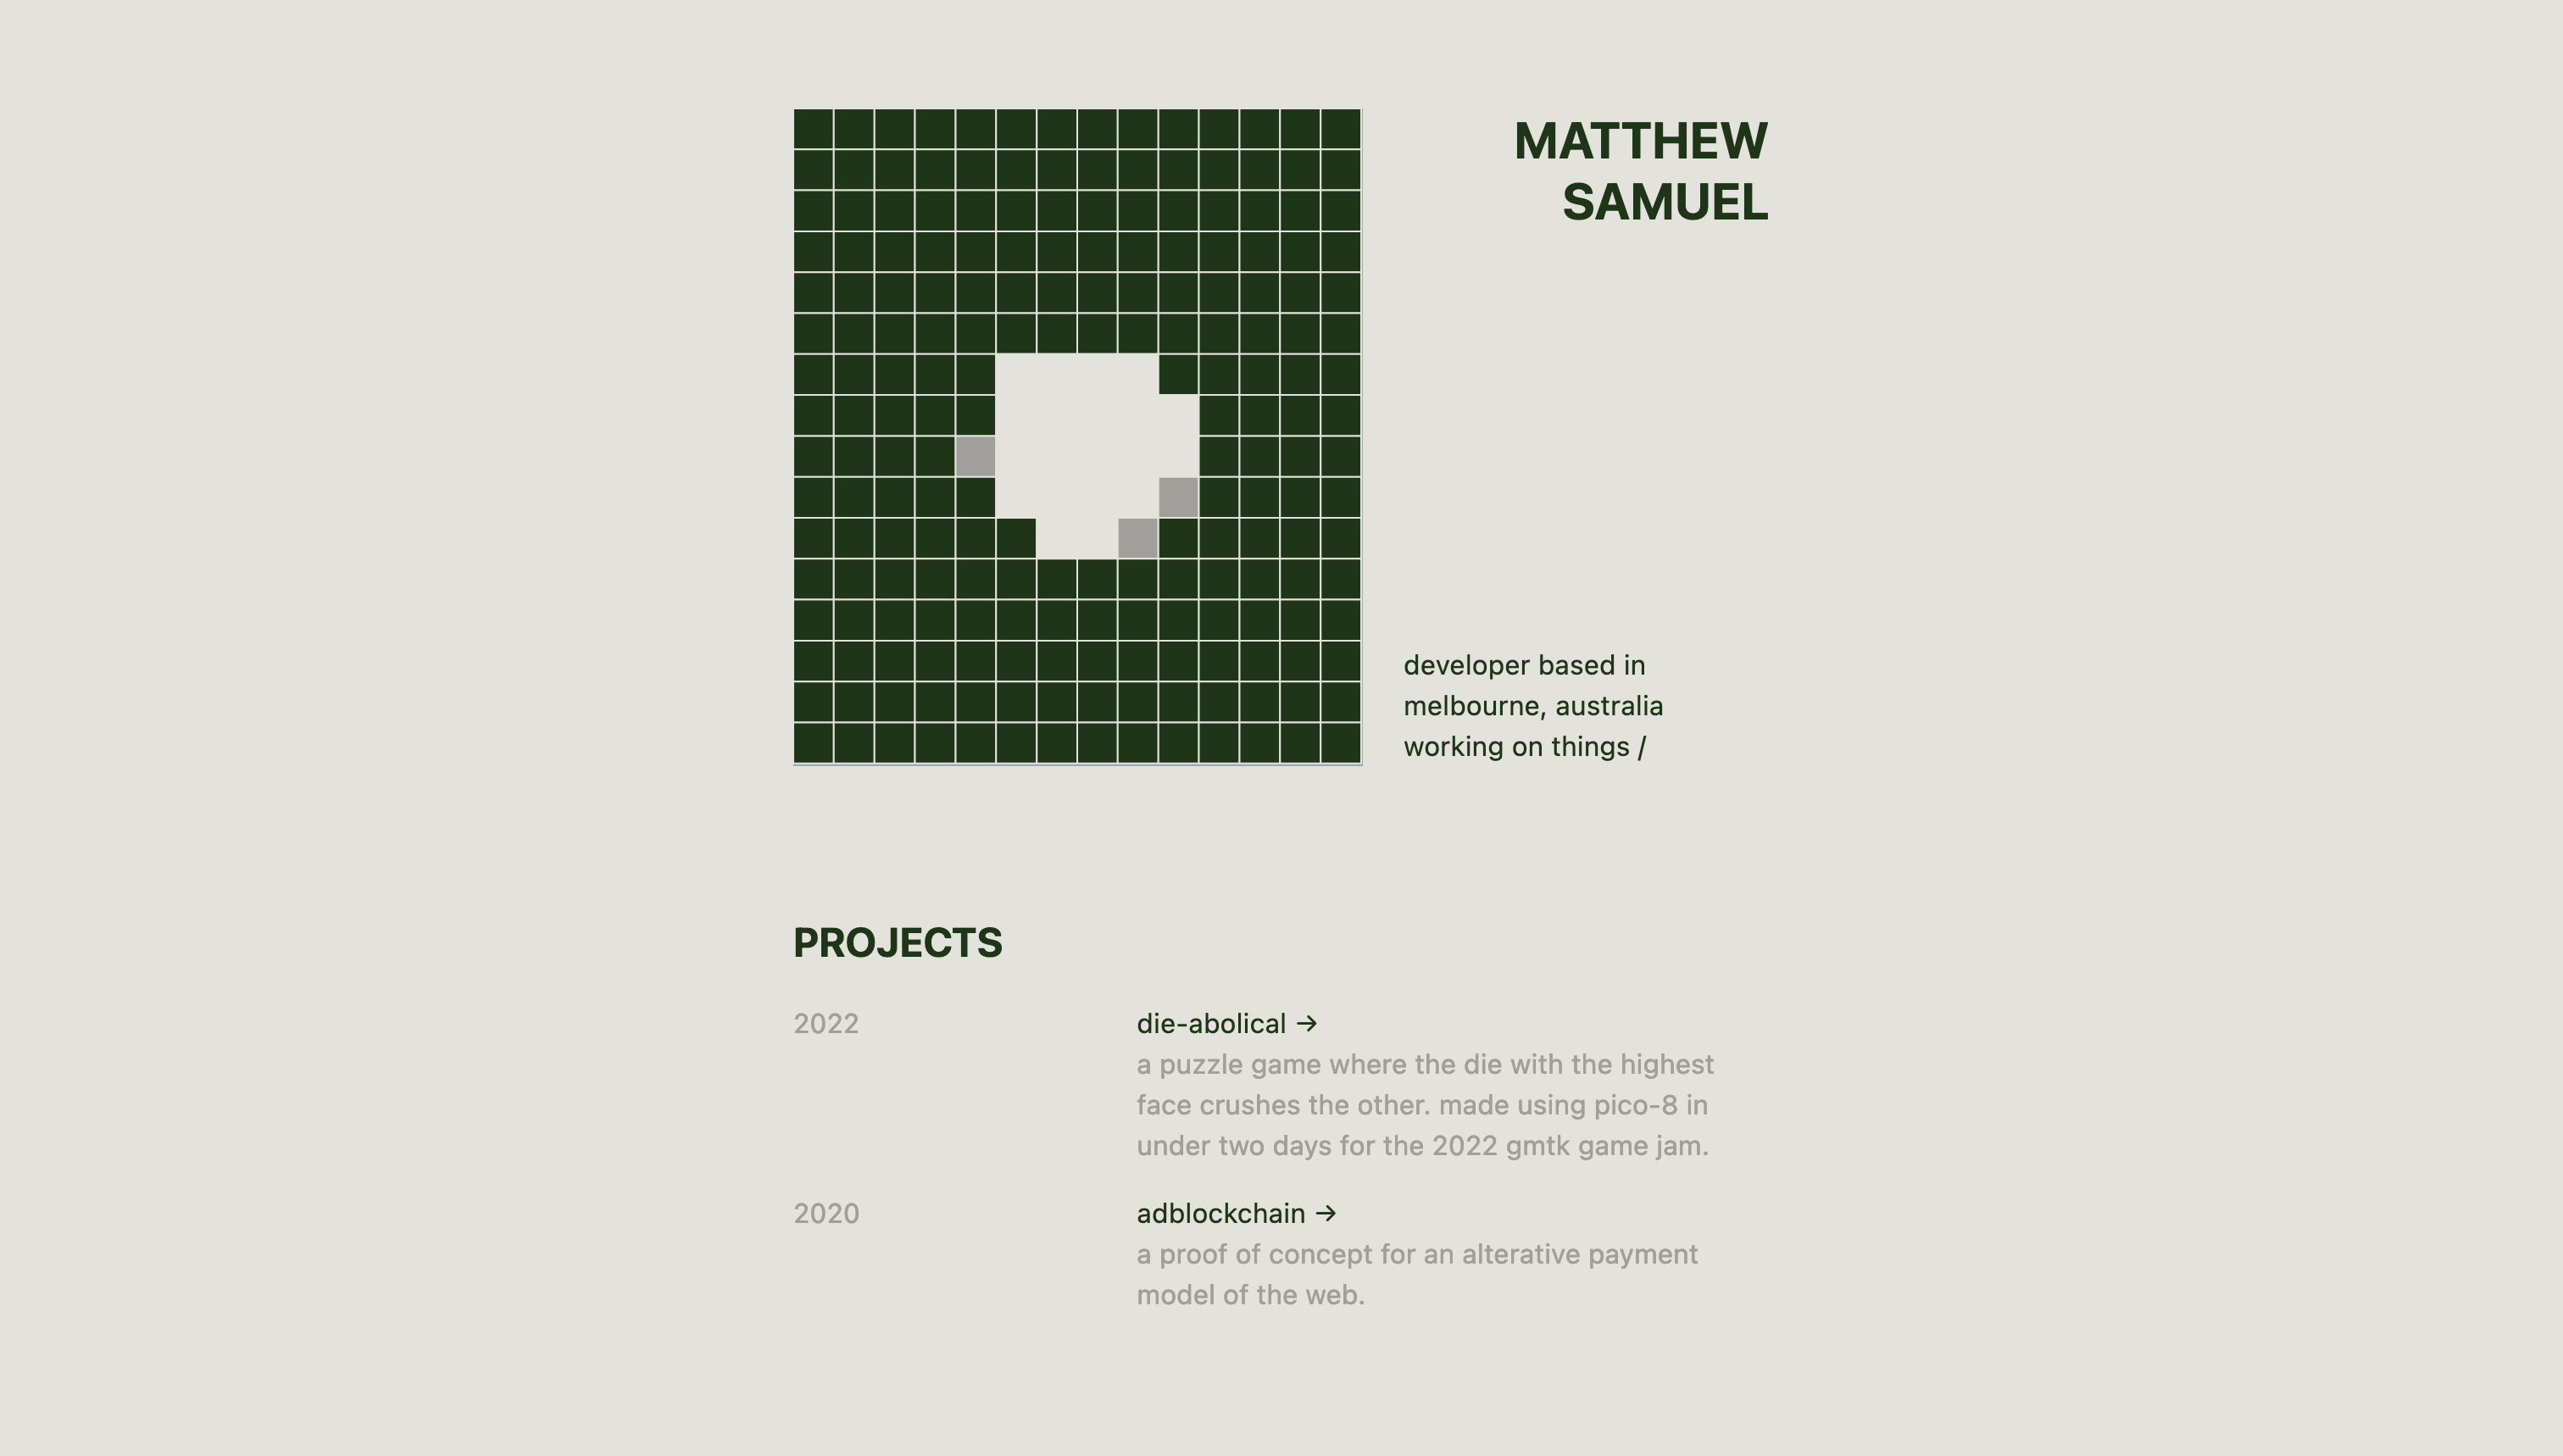 MATTHEW
SAMUEL
developer based in
melbourne, australia
working on things /
PROJECTS
2022
die-abolical →
a puzzle game where the die with the highest
face crushes the other. made using pico-8 in
under two days for the 2022 gmtk game jam.
2020
adblockchain →
a proof of concept for an alterative payment
model of the web.